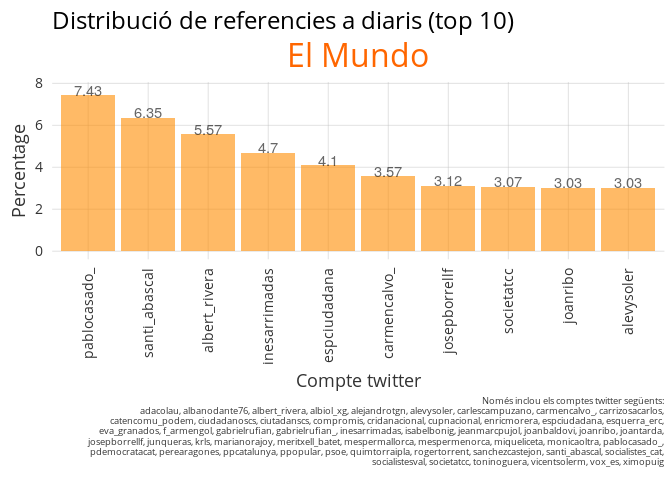 Distribució de referencies a diaris (top 10)
El Mundo
Percentage
8
6
4
2
0
7.43
6.35
5.57
4.7
4.1
3.57
3.12
3.07
3.03
3.03
pablocasado_
santi_abascal
albert_rivera
inesarrimadas
espciudadana
carmencalvo_
josepborrellf
societatcc
joanribo
alevysoler
Compte twitter
Només inclou els comptes twitter següents:
adacolau, albanodante76, albert_rivera, albiol_xg, alejandrotgn, alevysoler, carlescampuzano, carmencalvo_, carrizosacarlos,
catencomu_podem, ciudadanoscs, ciutadanscs, compromis, cridanacional, cupnacional, enricmorera, espciudadana, esquerra_erc,
eva_granados, f_armengol, gabrielrufian, gabrielrufian_, inesarrimadas, isabelbonig, jeanmarcpujol, joanbaldovi, joanribo, joantarda,
josepborrellf, junqueras, krls, marianorajoy, meritxell_batet, mespermallorca, mespermenorca, miqueliceta, monicaoltra, pablocasado_,
pdemocratacat, perearagones, ppcatalunya, ppopular, psoe, quimtorraipla, rogertorrent, sanchezcastejon, santi_abascal, socialistes_cat,
socialistesval, societatcc, toninoguera, vicentsolerm, vox_es, ximopuig